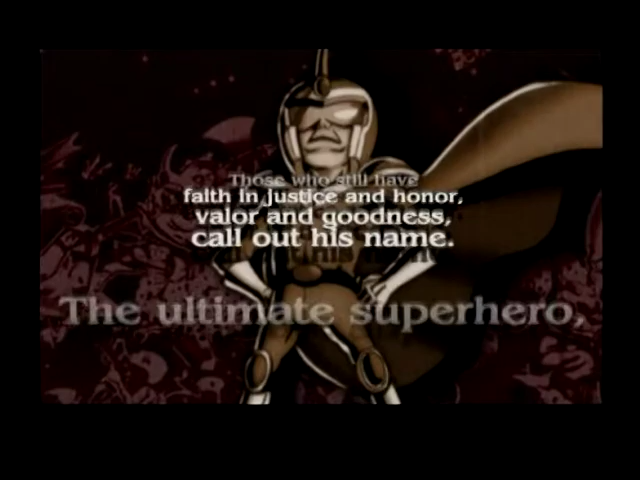 Those who still have
faith in justice and honor,
valor and goodness,
call out his name.
The ultimate superhero,